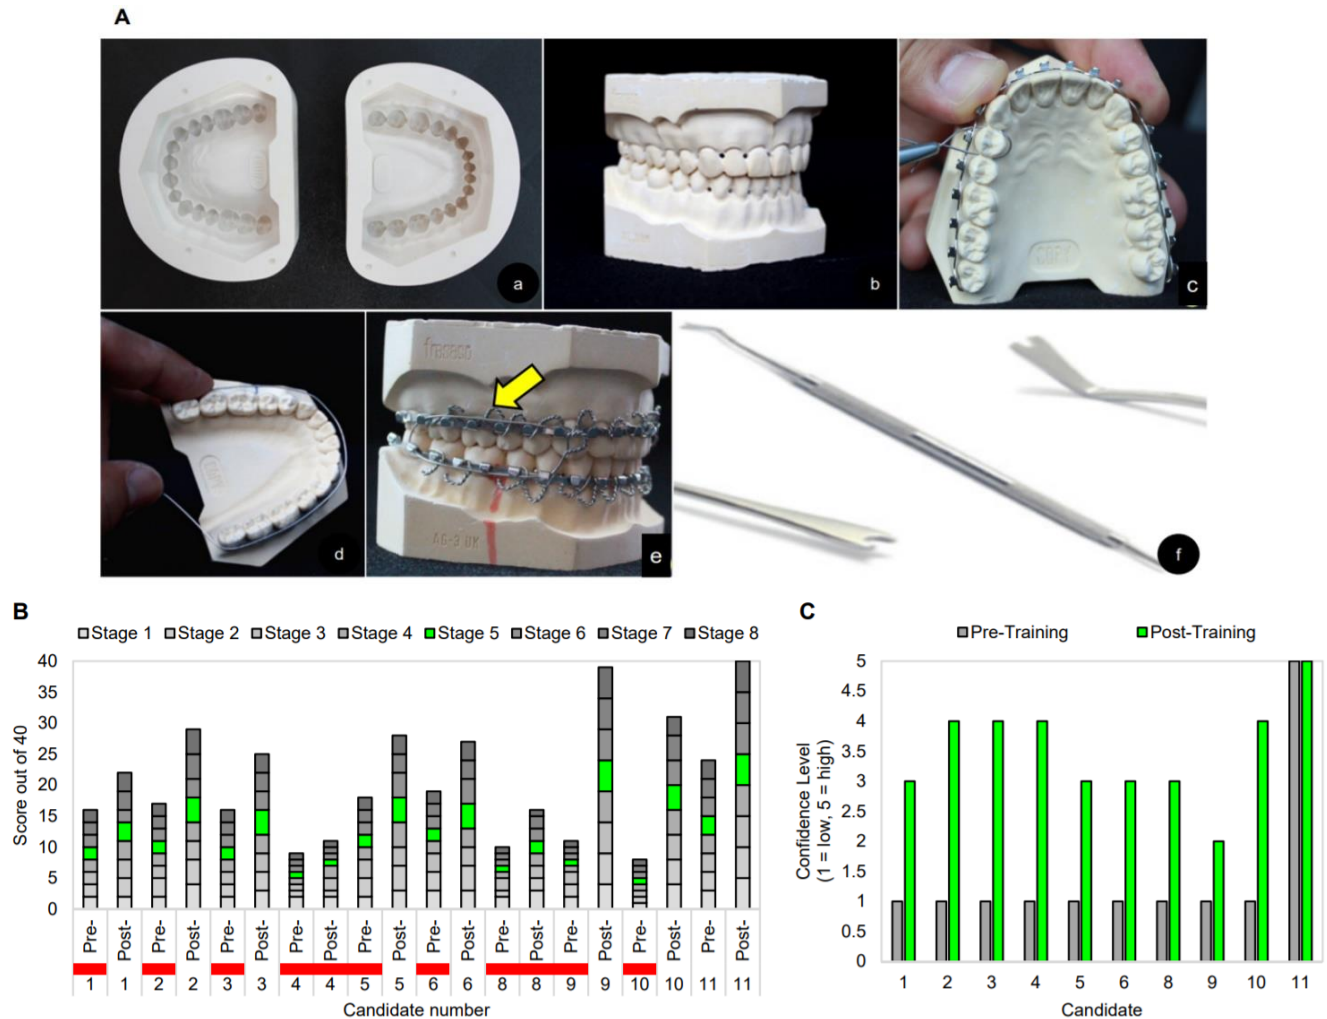 A
a
b
c
d
frasaco
AG-3 UK
e
f
B
Stage 1 Stage 2 Stage 3 Stage 4 Stage 5 Stage 6 Stage 7 Stage 8
Score out of 40
40
35
30
25
20
15
10
5
0
Pre- Post- Pre- Post- Pre- Post- Pre- Post- Pre- Post- Pre- Post- Pre- Post- Pre- Post- Pre- Post- Pre- Post-
1 1 2 2 3 3 4 4 5 5 6 6 8 8 9 9 10 10 11 11
Candidate number
C
Pre-Training Post-Training
Confidence Level
(1 = low, 5 = high)
5
4.5
4
3.5
3
2.5
2
1.5
1
0.5
0
1 2 3 4 5 6 8 9 10 11
Candidate